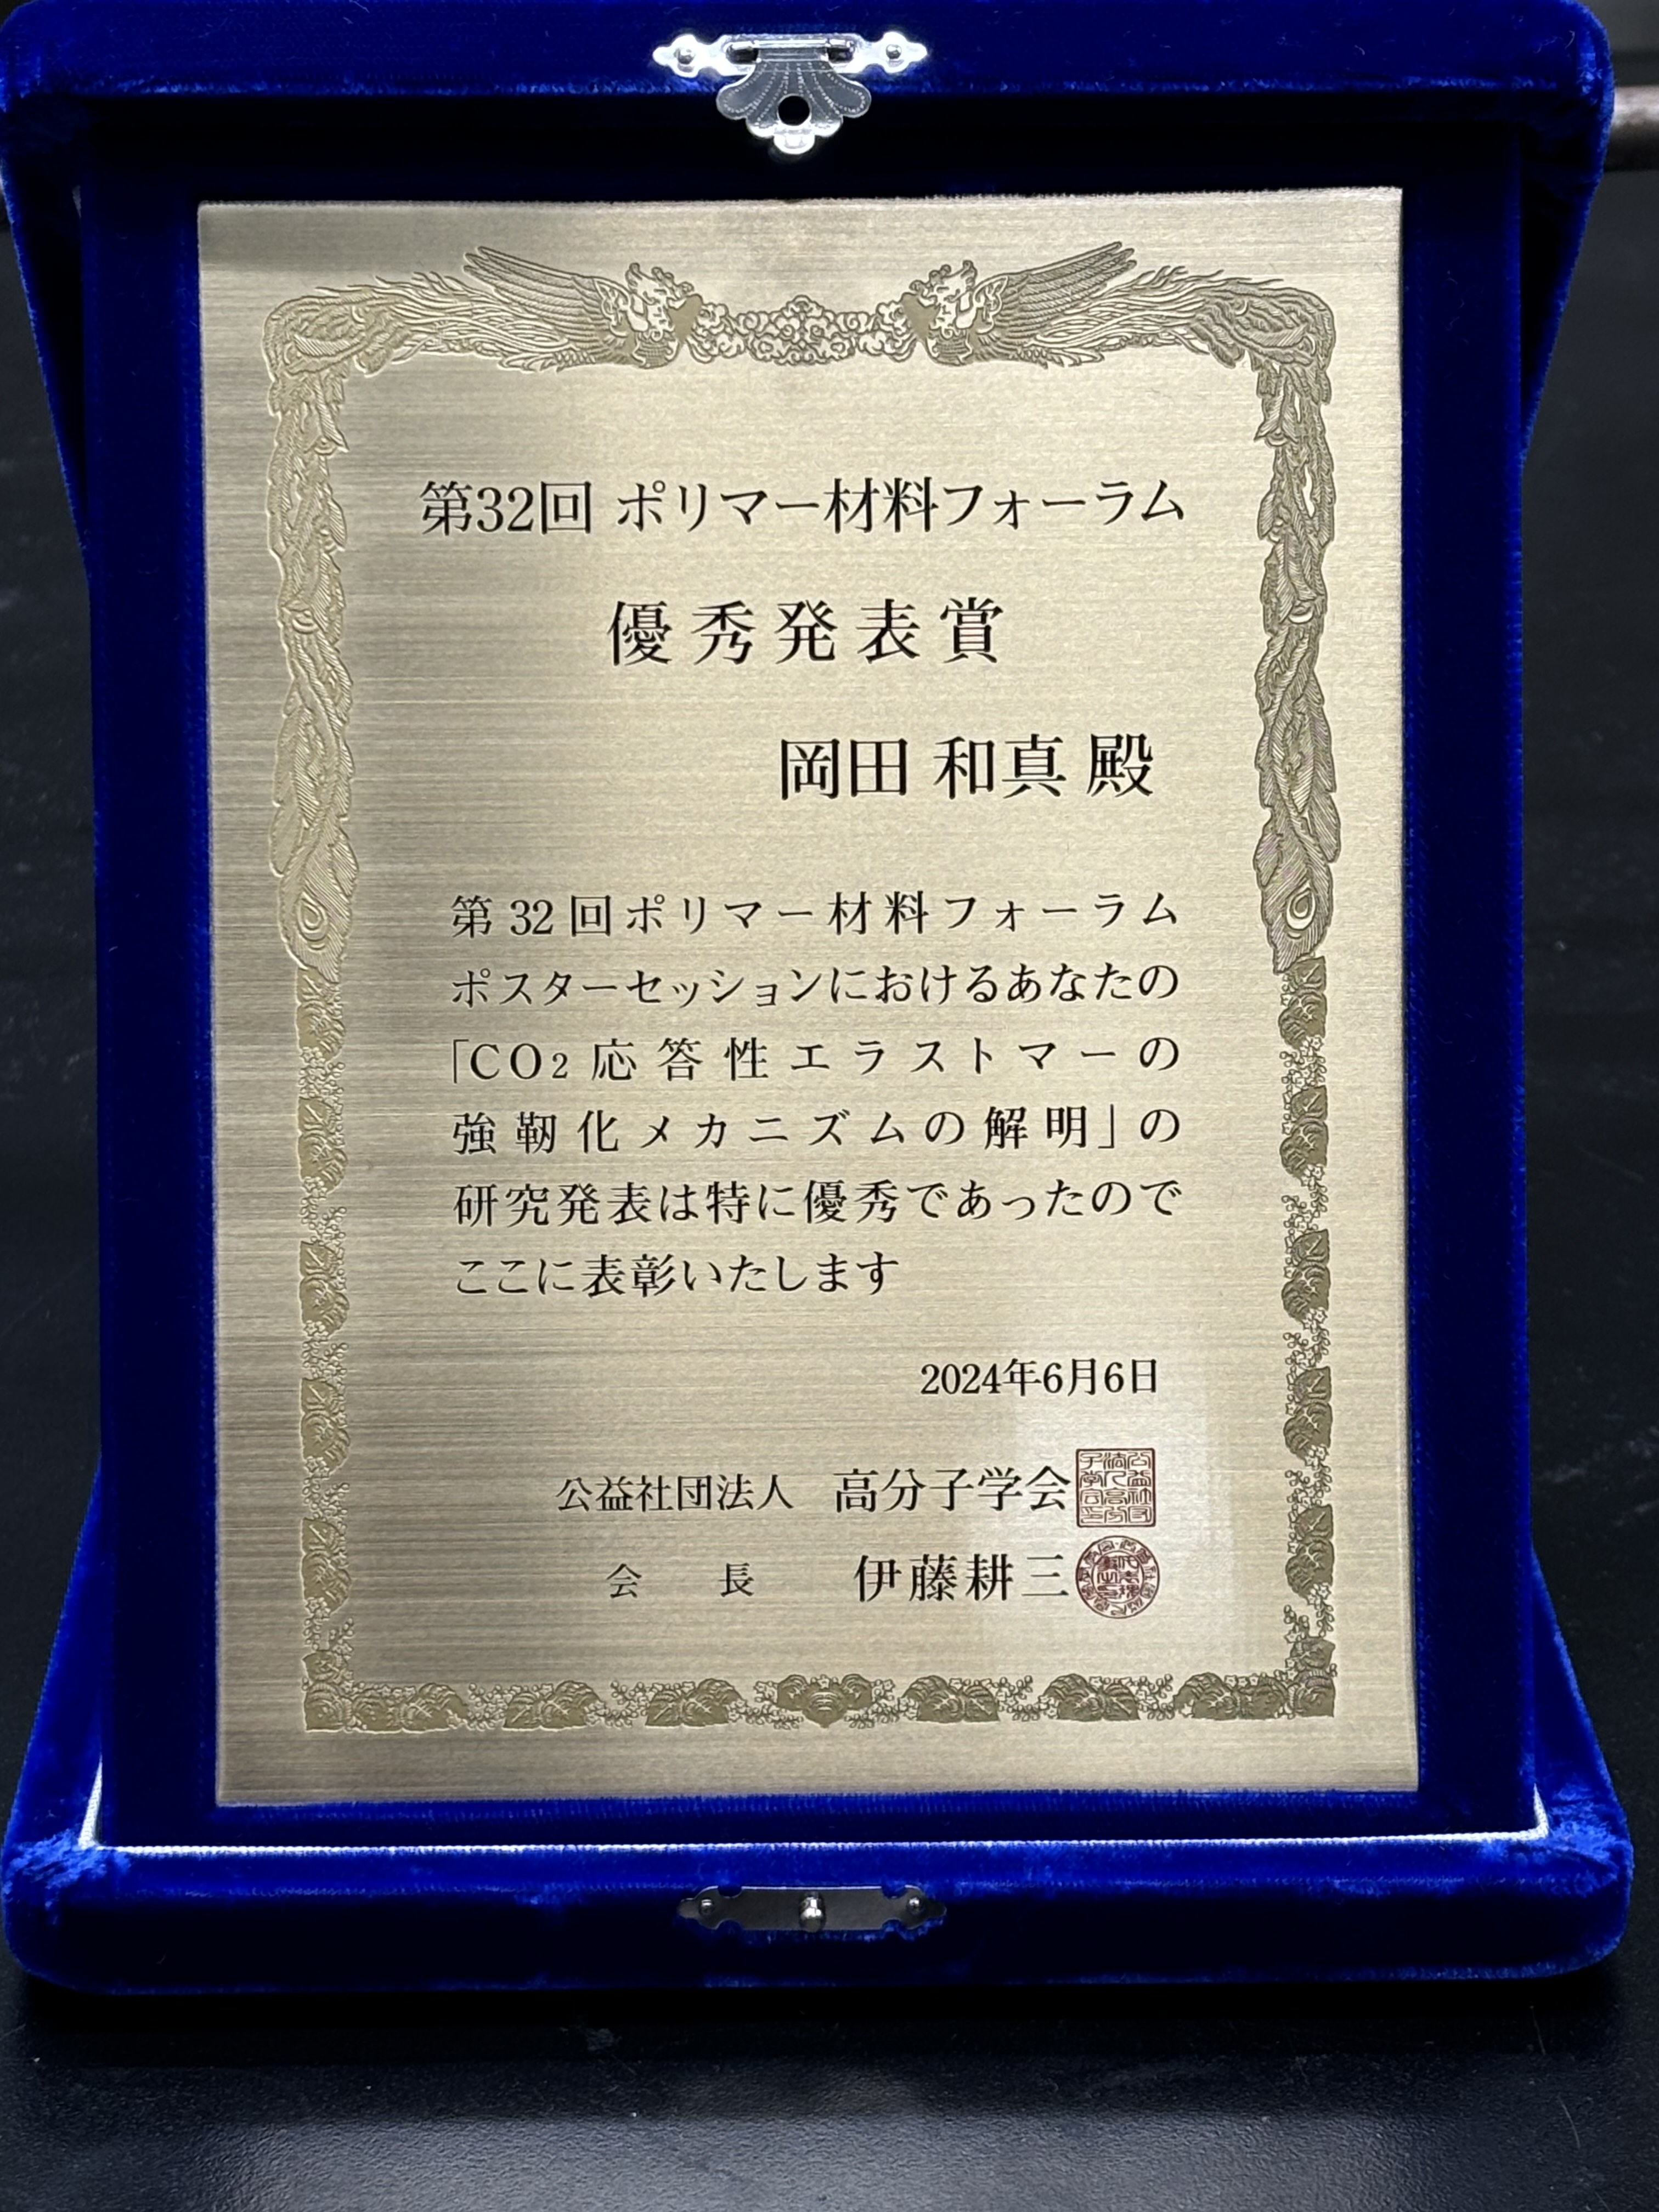 第32回 ポリマー材料フォーラム
優秀発表賞
岡田 和真 殿
第32回ポリマー材料フォーラム
ポスターセッションにおけるあなたの
「CO₂応答性エラストマーの
強靭化メカニズムの解明」の
研究発表は特に優秀であったので
ここに表彰いたします
2024年6月6日
公益社団法人 高分子学会
会長 伊藤耕三